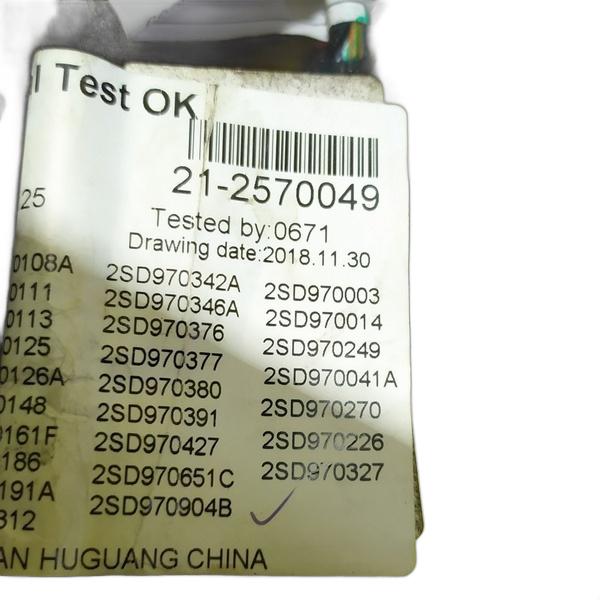 l Test OK
21-2570049
25
Tested by:0671
Drawing date:2018.11.30
0108A 2SD970342A 2SD970003
0111 2SD970346A 2SD970014
0113 2SD970376 2SD970249
0125 2SD970377 2SD970041A
0126A 2SD970380 2SD970270
0148 2SD970391 2SD970226
0161F 2SD970427 2SD970327
186 2SD970651C
191A 2SD970904B
312
AN HUGUANG CHINA